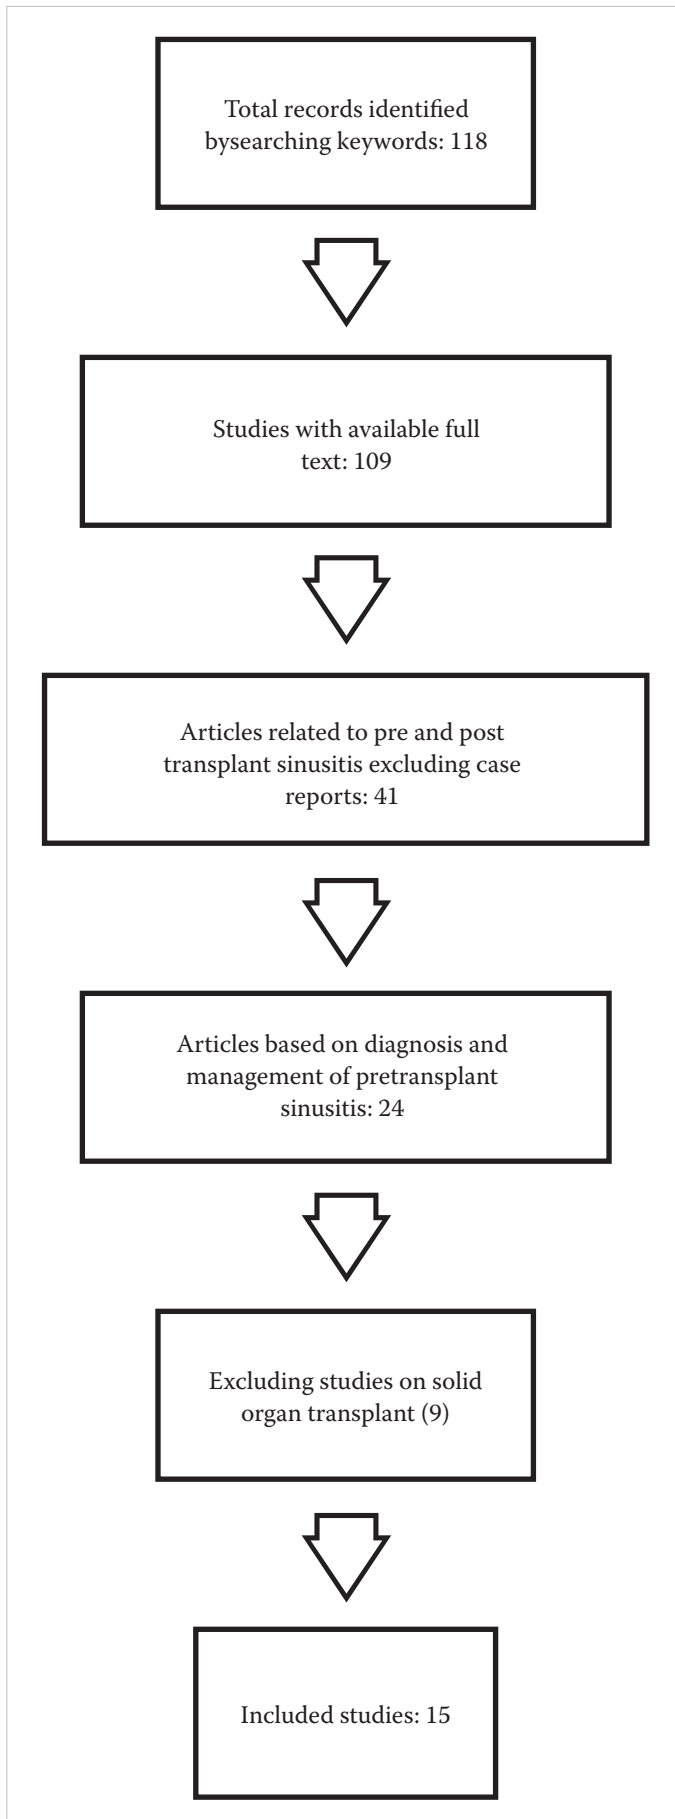 Total records identified
bysearching keywords: 118
Studies with available full
text: 109
Articles related to pre and post
transplant sinusitis excluding case
reports: 41
Articles based on diagnosis and
management of pretransplant
sinusitis: 24
Excluding studies on solid
organ transplant (9)
Included studies: 15